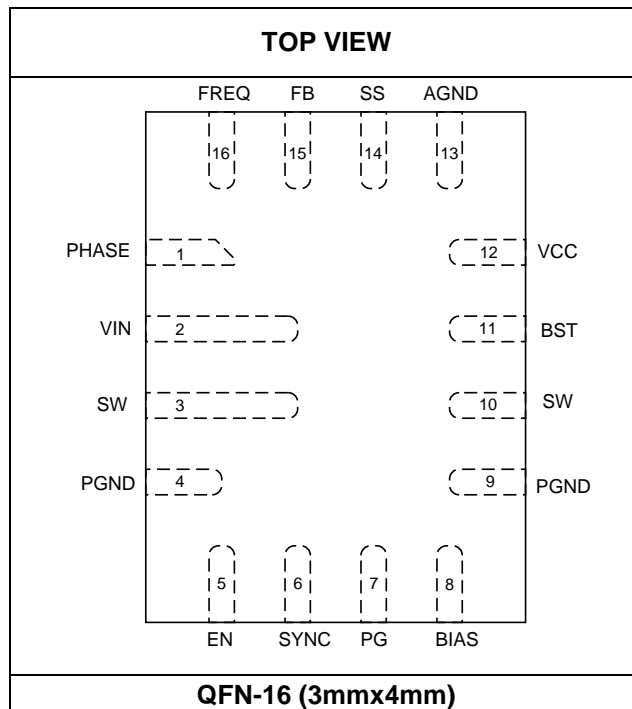 TOP VIEW
FREQ FB SS AGND
16 15 14 13
PHASE 1 12 VCC
VIN 2 11 BST
SW 3 10 SW
PGND 4 9 PGND
5 6 7 8
EN SYNC PG BIAS
QFN-16 (3mmx4mm)